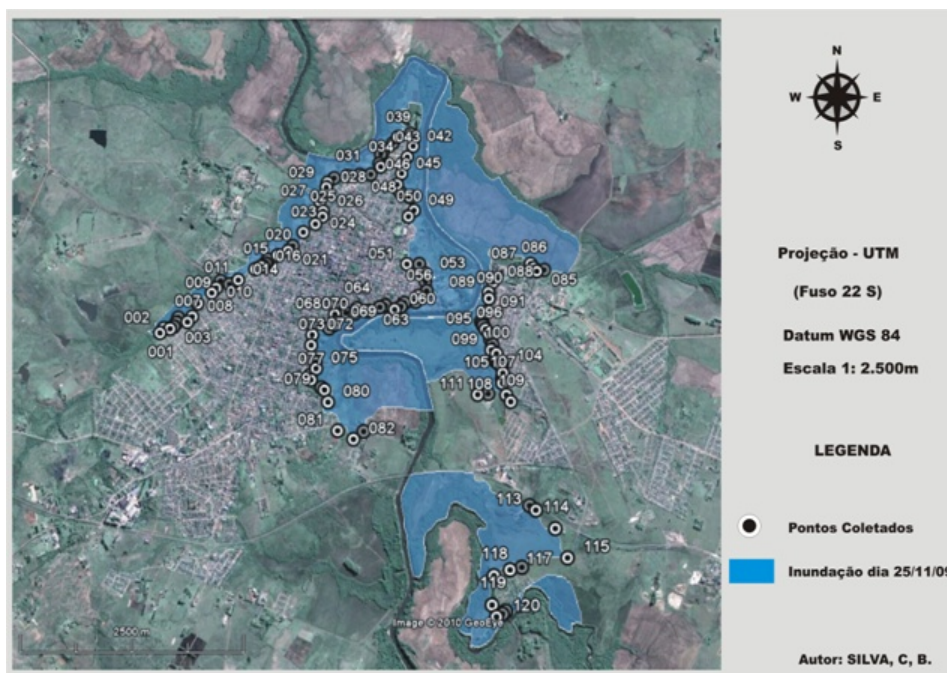 N
W E
S
039
043 042
034
031 046 045
029 028
027 048
025 050 049
026
023 024
020
015 016 021
014
011
009 010
007 008
002 003
001
051 053
056
064
068 070 069 060
063
073 072
077 075
079 080
081 082
086
087
088 085
089 090
091
095 096
100
099
105 107 104
111 108 109
113 114
115
118 117
119
120
Image © 2010 GeoEye
2500 m
Projeção - UTM
(Fuso 22 S)
Datum WGS 84
Escala 1: 2.500m
LEGENDA
Pontos Coletados
Inundação dia 25/11/09
Autor: SILVA, C, B.